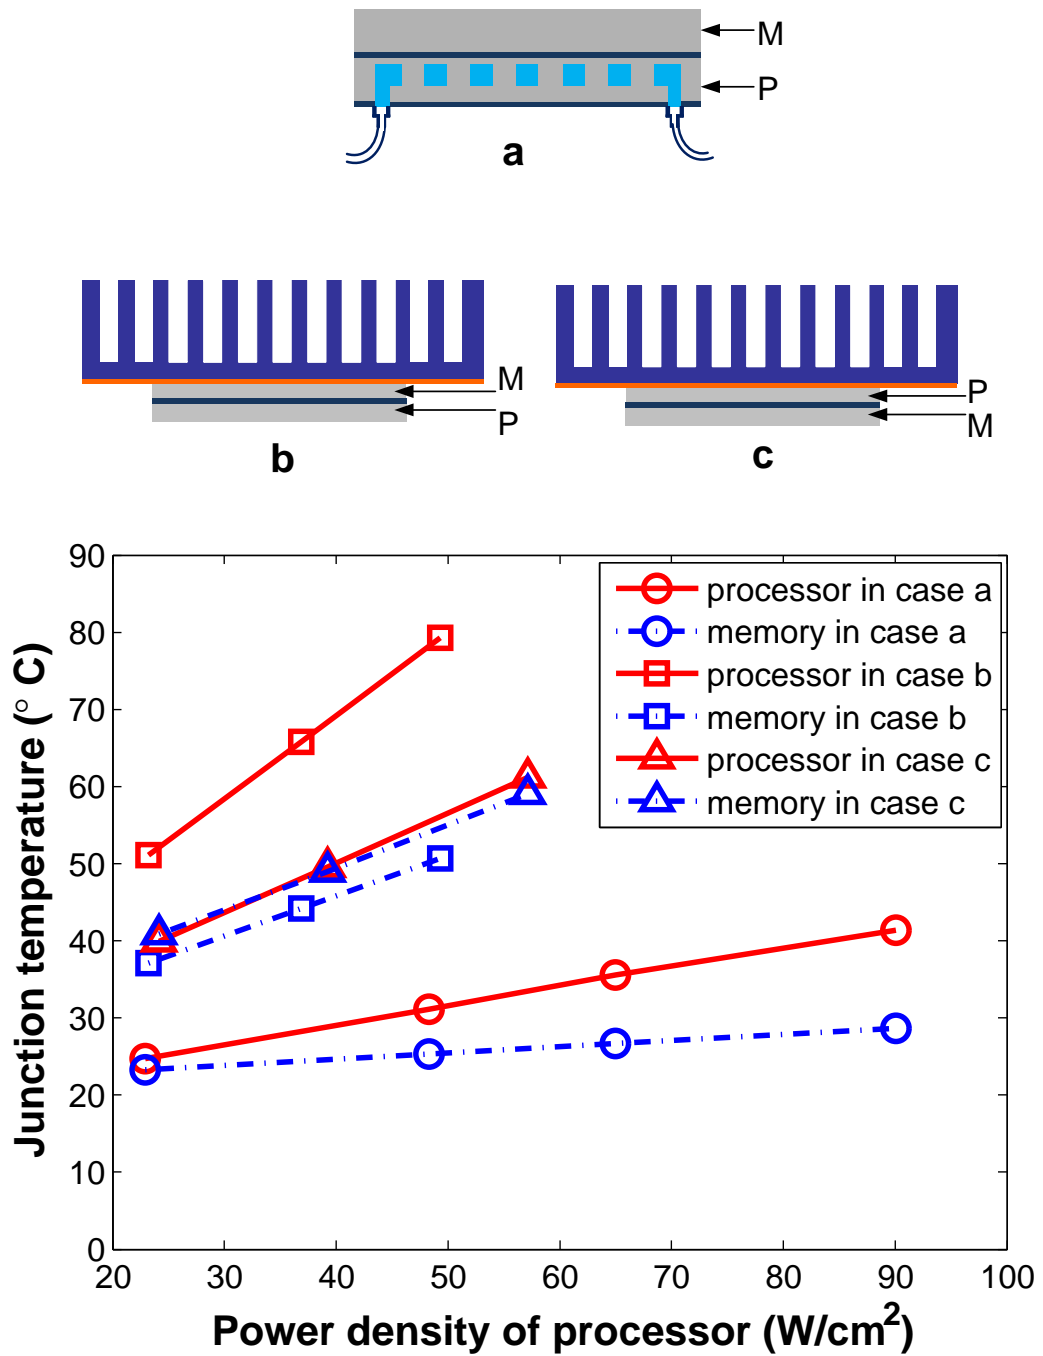 M
P
a
M
P
b
P
M
c
90
80
70
60
50
40
30
20
10
0
Junction temperature (° C)
processor in case a
memory in case a
processor in case b
memory in case b
processor in case c
memory in case c
20 30 40 50 60 70 80 90 100
Power density of processor (W/cm²)